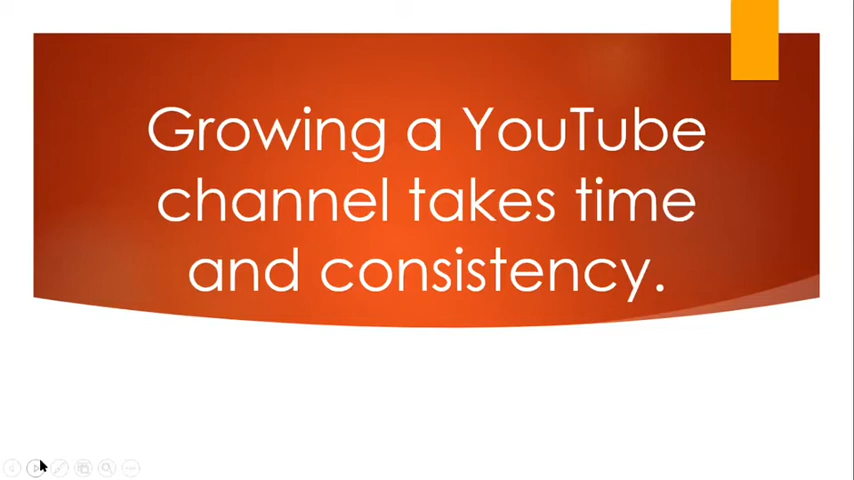 Growing a YouTube
channel takes time
and consistency.